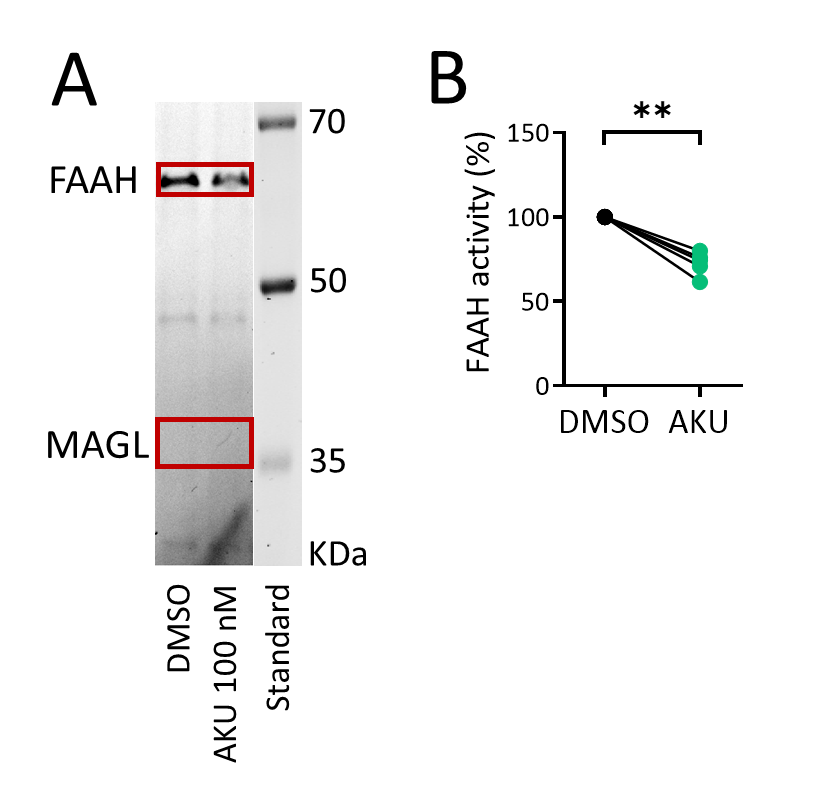 A
70
FAAH
50
MAGL
35
KDa
DMSO
AKU 100 nM
Standard
B
**
FAAH activity (%)
150
100
50
0
DMSO AKU